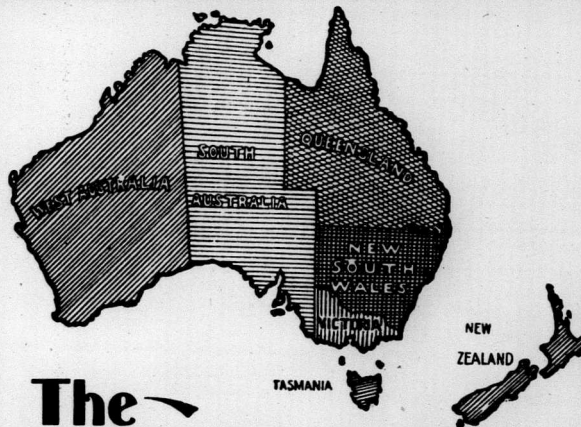 SOUTH
QUEENSLAND
WEST AUSTRALIA
AUSTRALIA
NEW
SOUTH
WALES
VICTORIA
NEW
ZEALAND
TASMANIA
The